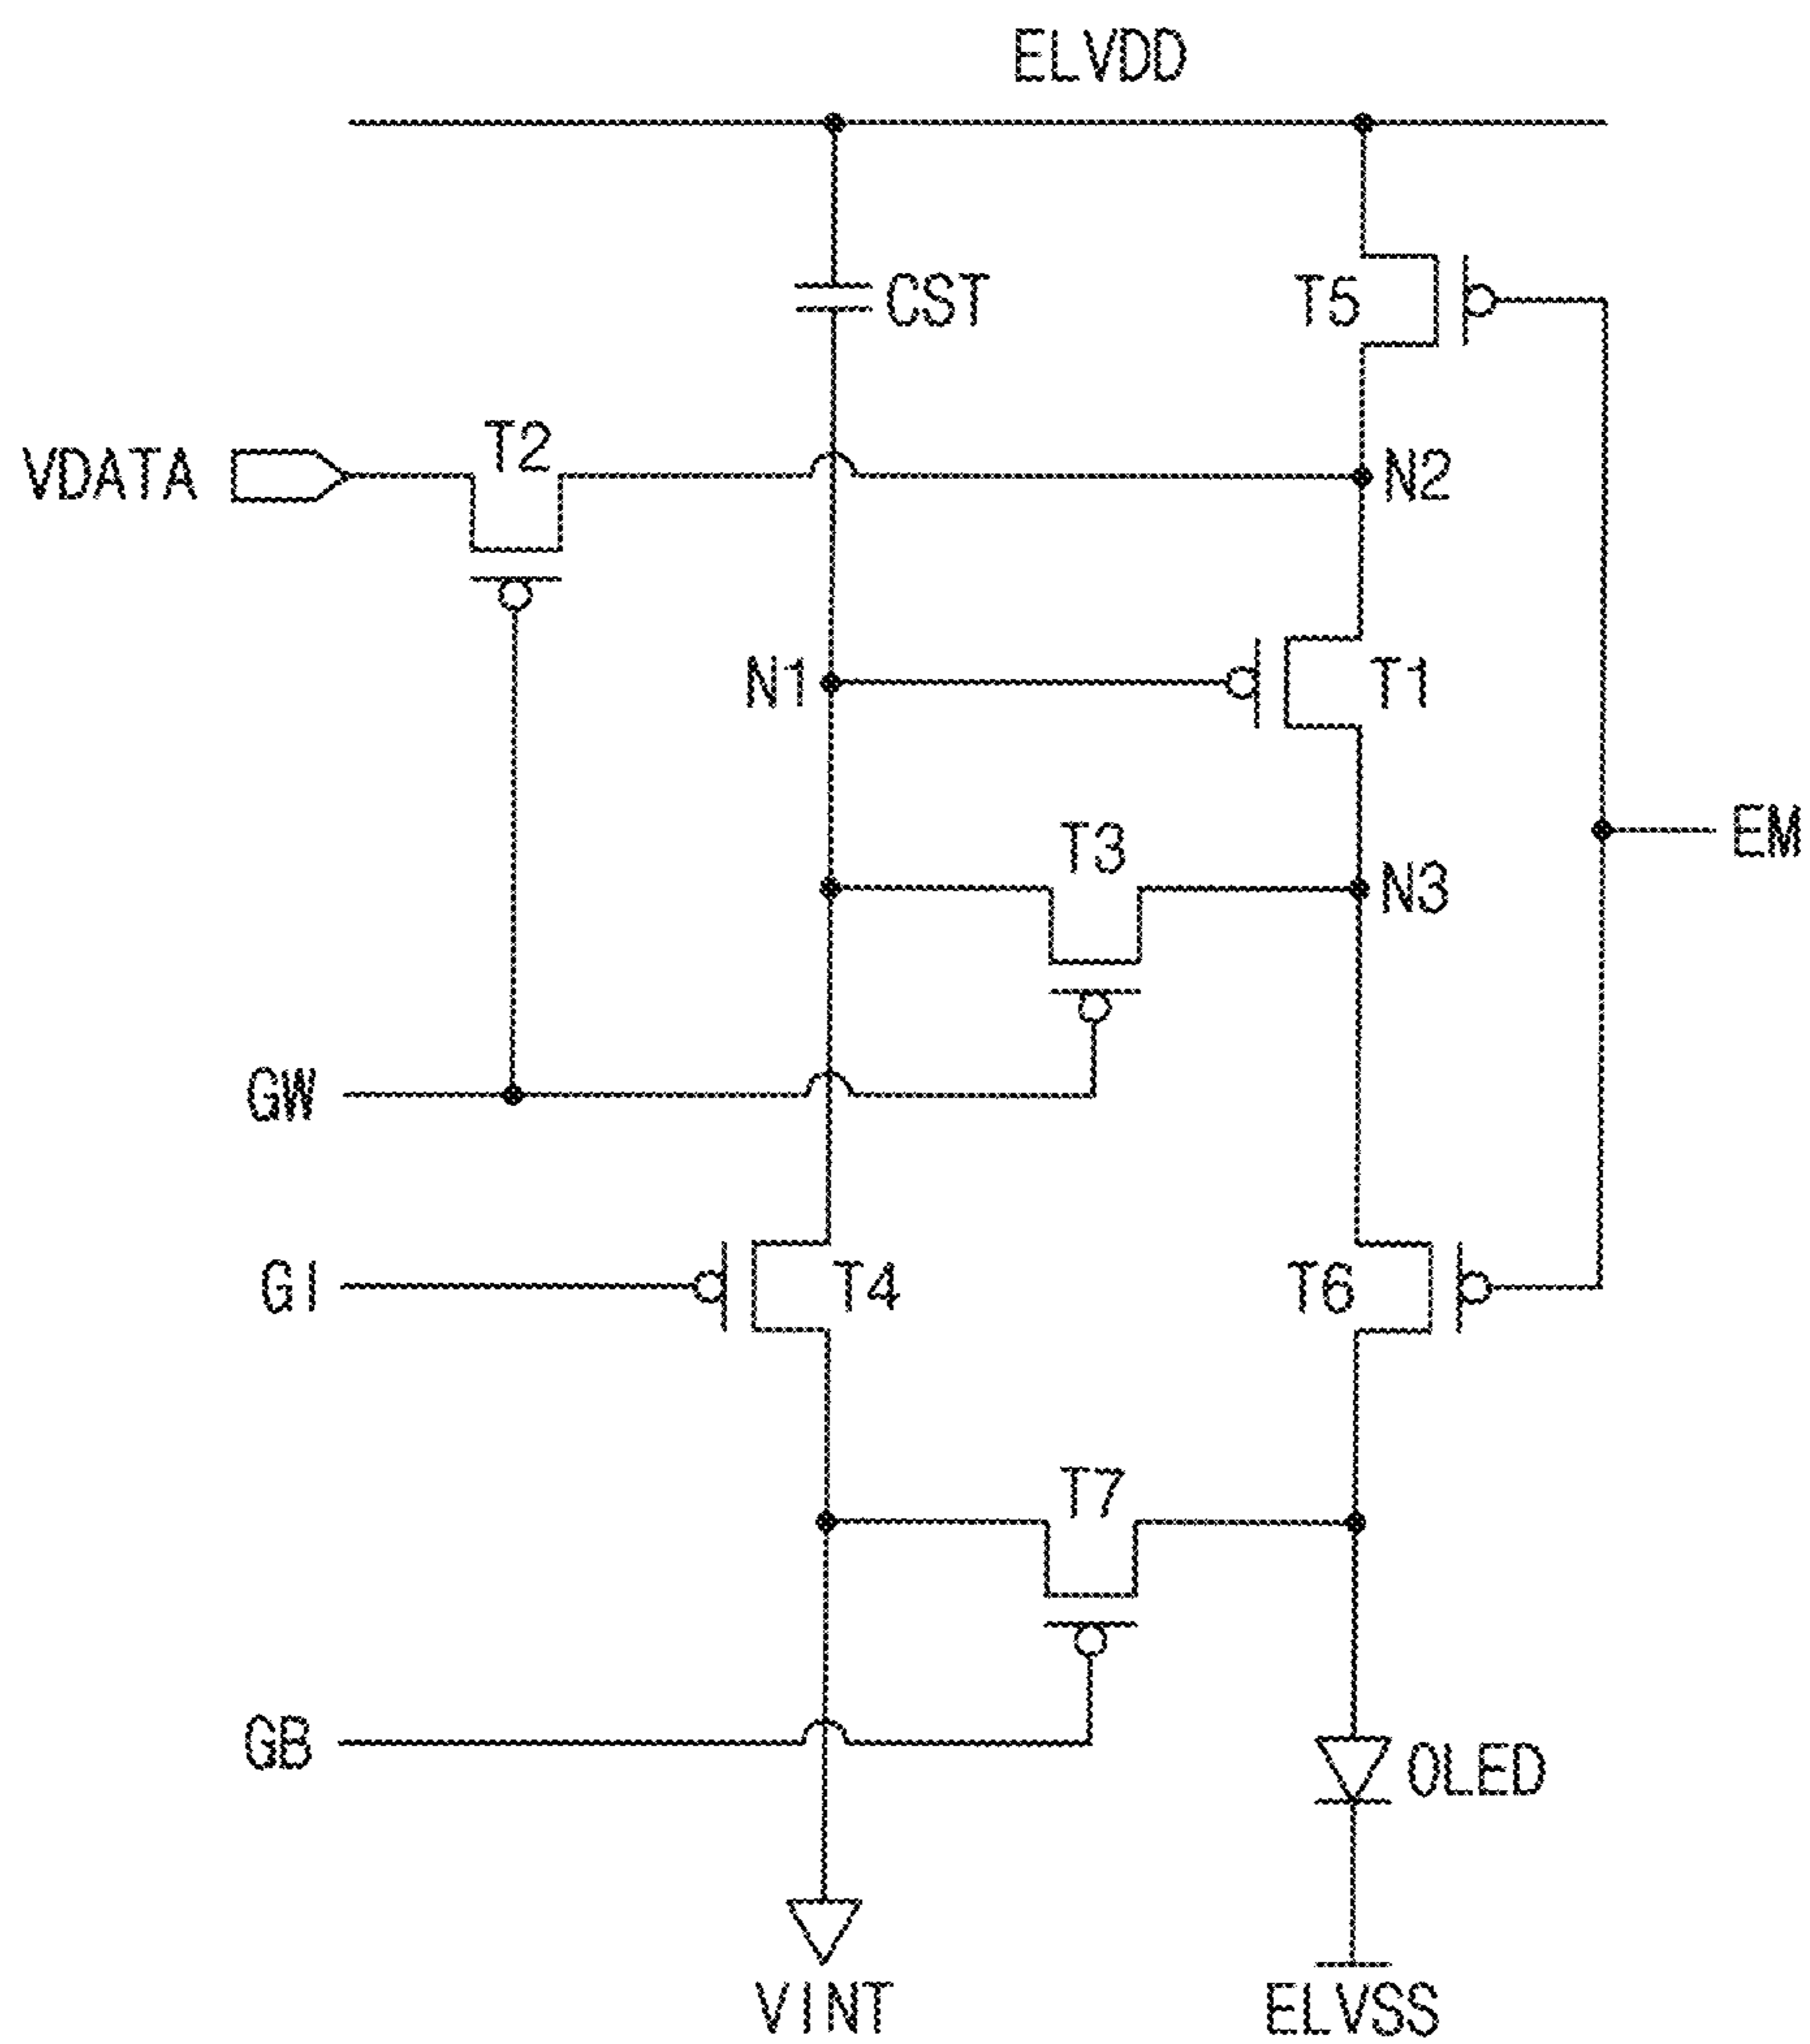 ELVDD
CST
T5
T2
VDATA
N2
N1
T1
T3
EM
N3
GW
GI
T4
T6
T7
GB
OLED
VINT
ELVSS